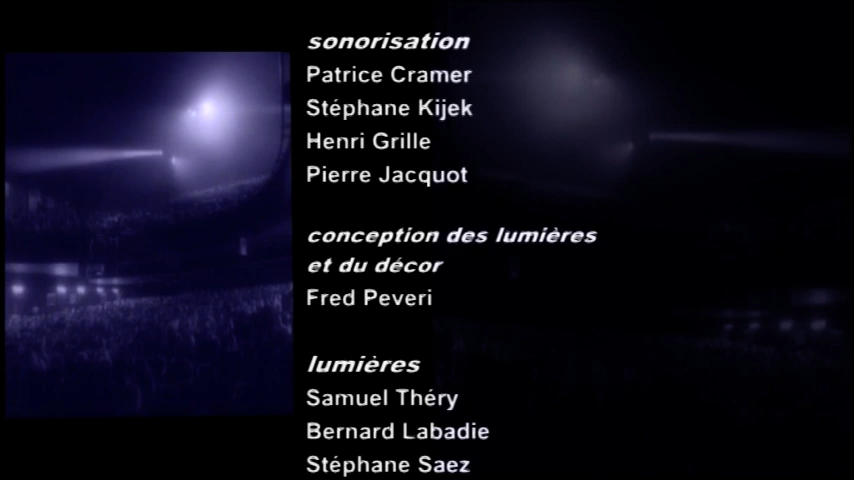 sonorisation
Patrice Cramer
Stéphane Kijek
Henri Grille
Pierre Jacquot
conception des lumières
et du décor
Fred Peveri
lumières
Samuel Théry
Bernard Labadie
Stéphane Saez